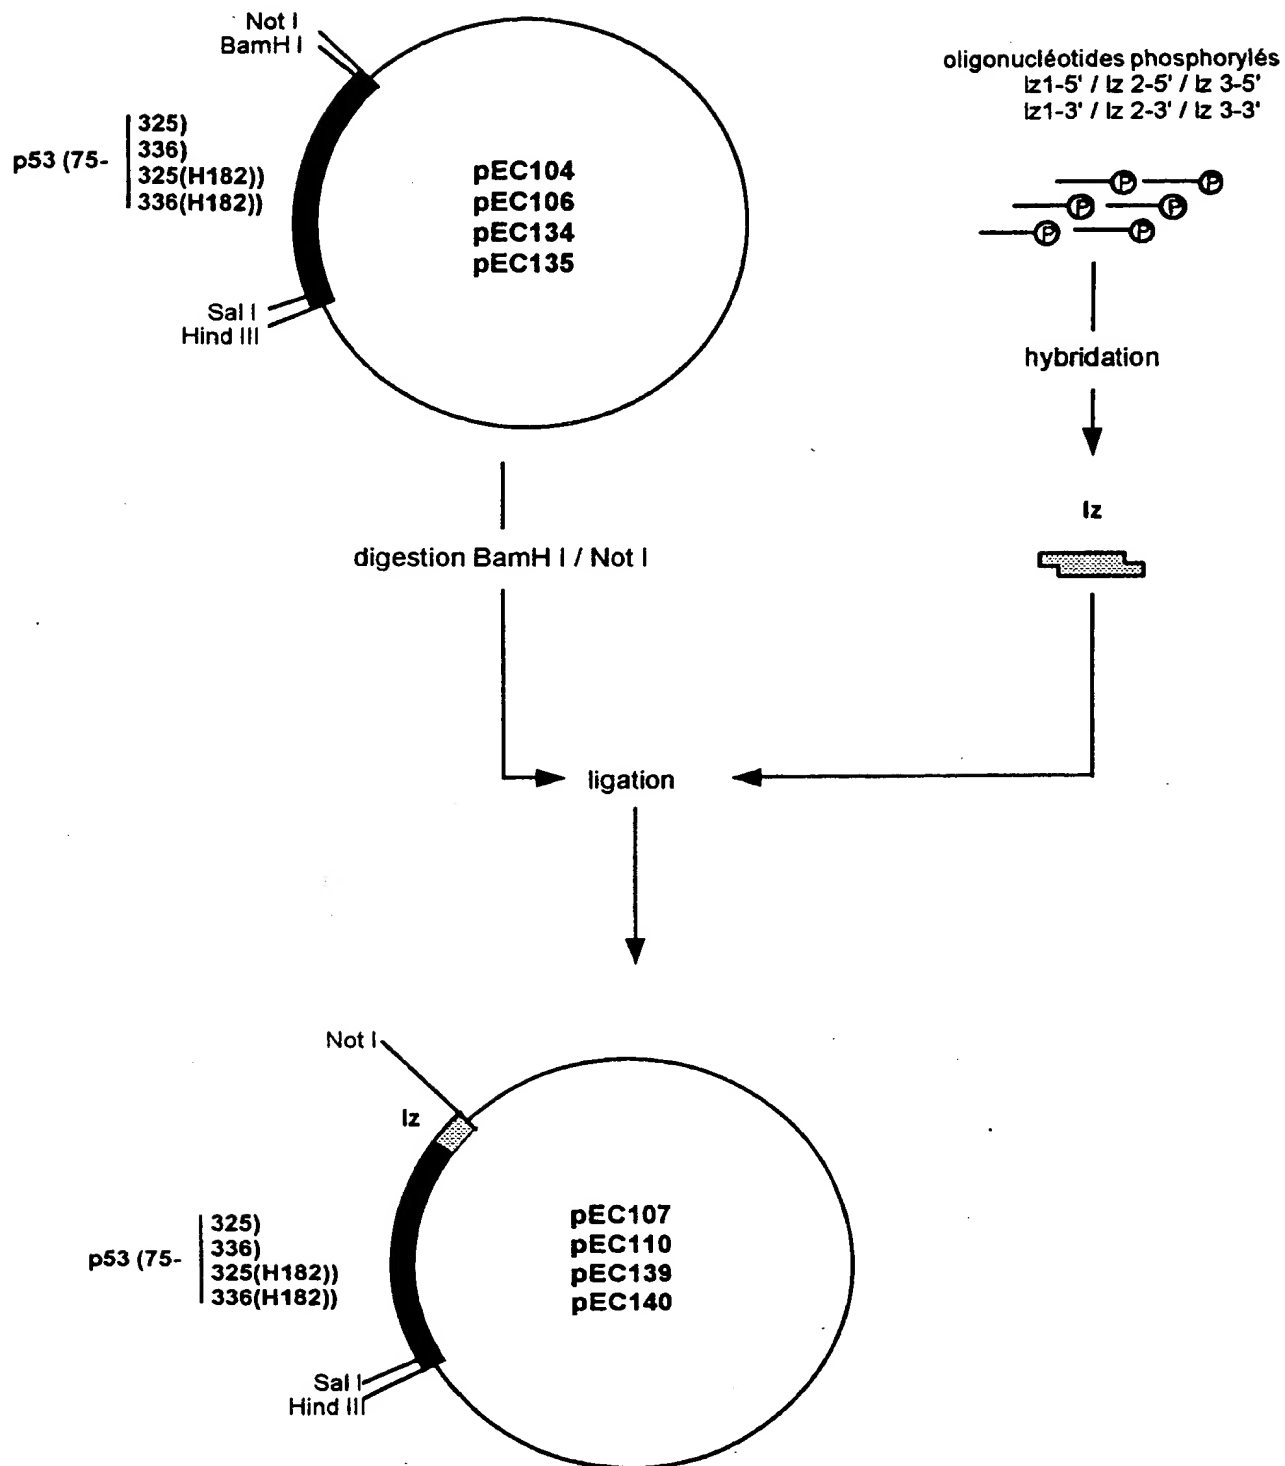 Not I
BamH I
p53 (75-
325)
336)
325(H182))
336(H182))
Sal I
Hind III
pEC104
pEC106
pEC134
pEC135
oligonucléotides phosphorylés
lz1-5' / lz 2-5' / lz 3-5'
lz1-3' / lz 2-3' / lz 3-3'
P P
P P
P P
hybridation
lz
digestion BamH I / Not I
ligation
Not I
lz
p53 (75-
325)
336)
325(H182))
336(H182))
Sal I
Hind III
pEC107
pEC110
pEC139
pEC140